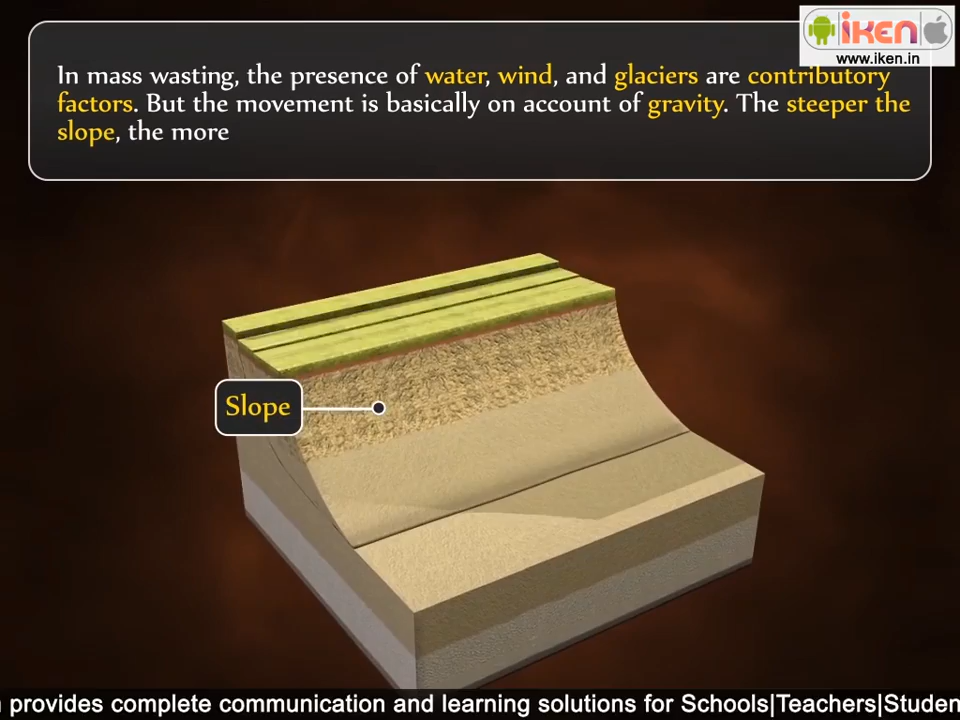 iken
www.iken.in
In mass wasting, the presence of water, wind, and glaciers are contributory
factors. But the movement is basically on account of gravity. The steeper the
slope, the more
Slope
provides complete communication and learning solutions for Schools|Teachers|Studen